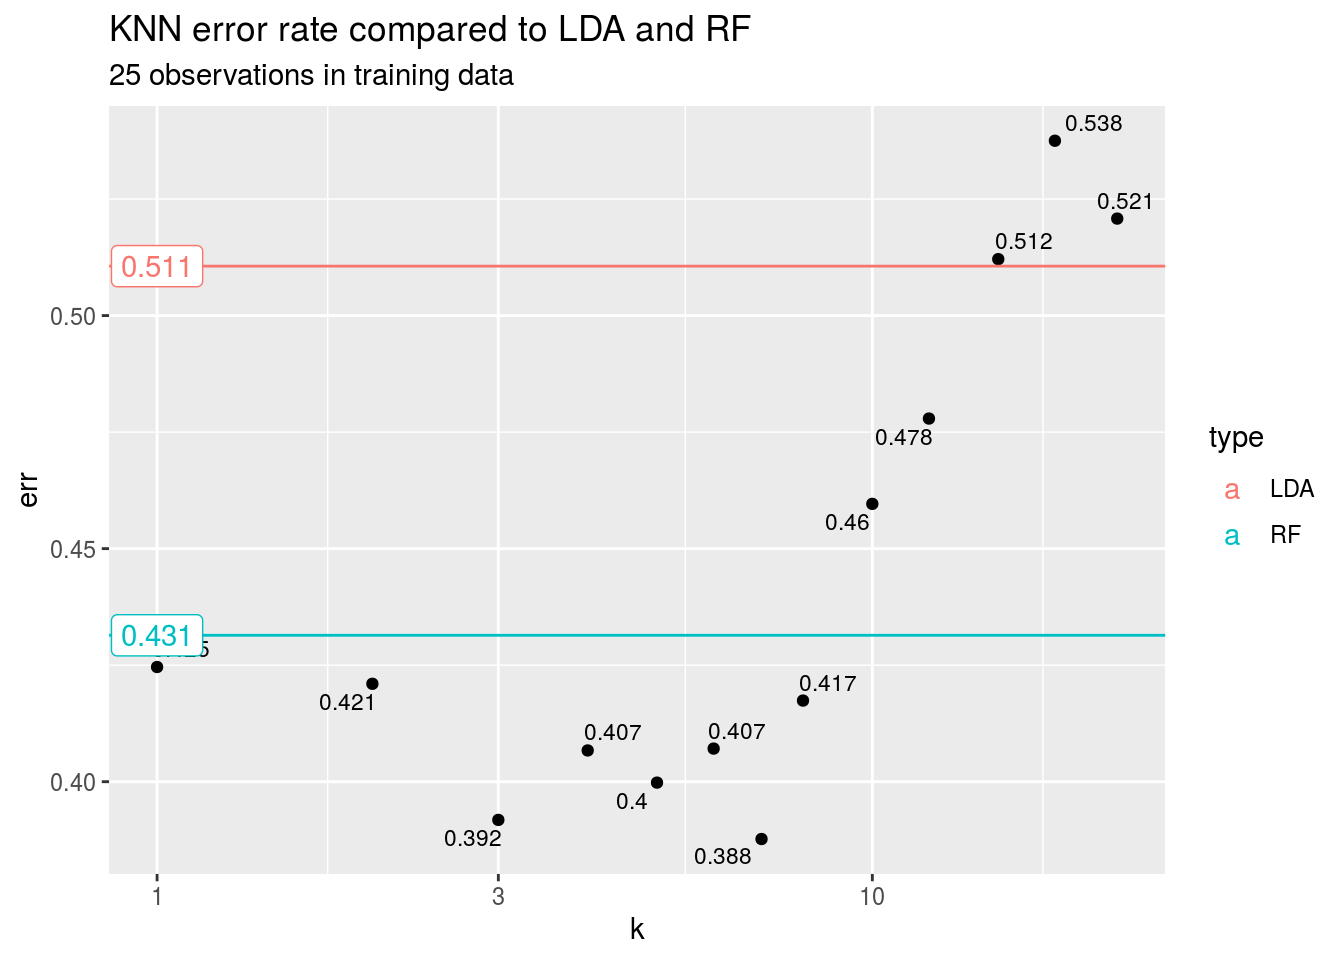 KNN error rate compared to LDA and RF
25 observations in training data
0.538
0.521
0.512
0.511
0.50
0.478
0.46
0.45
0.431
0.421
0.417
0.407
0.407
0.40
0.4
0.392
0.388
1
3
10
k
err
type
a LDA
a RF